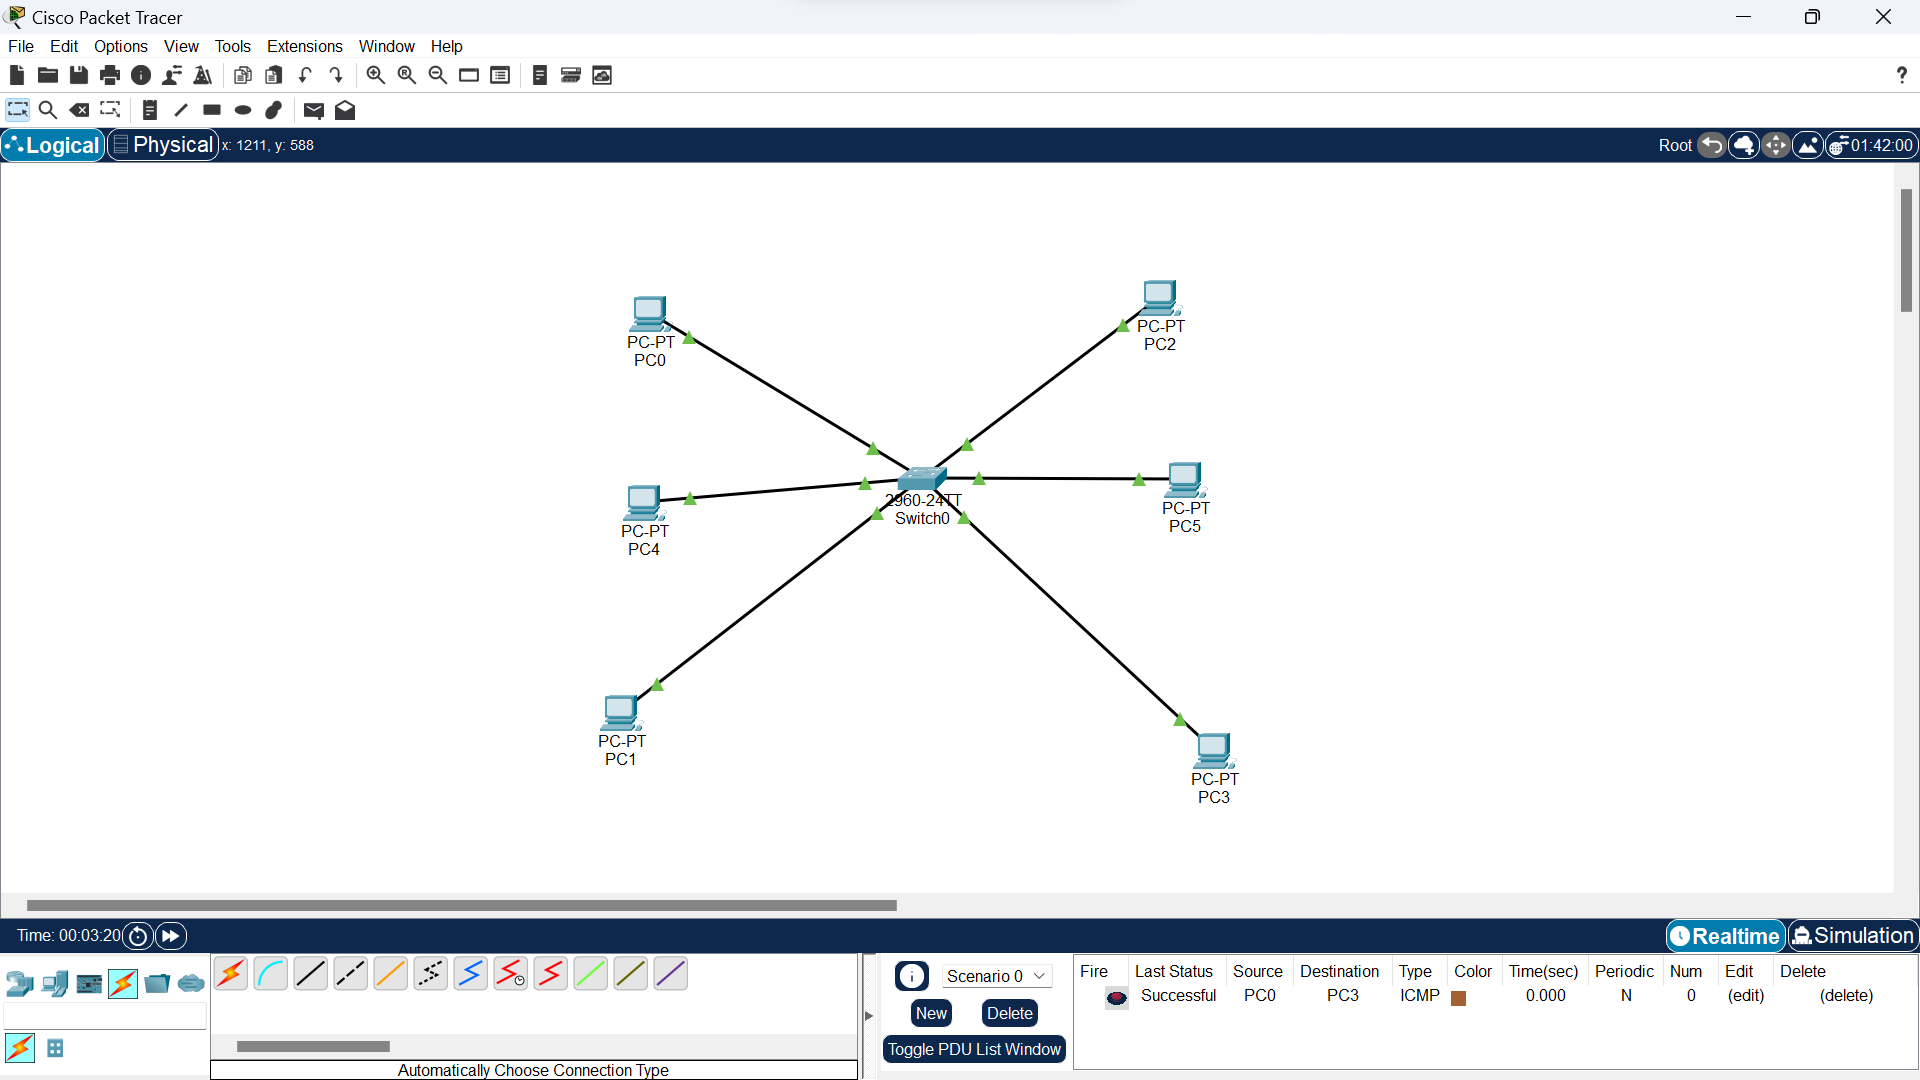 Cisco Packet Tracer
File Edit Options View Tools Extensions Window Help
Logical Physical x: 1211, y: 588 Root 01:42:00
PC-PT
PC0
PC-PT
PC2
2960-24TT
Switch0
PC-PT
PC4
PC-PT
PC5
PC-PT
PC1
PC-PT
PC3
Time: 00:03:20 Realtime Simulation
Scenario 0
New Delete
Toggle PDU List Window
Fire Last Status Source Destination Type Color Time(sec) Periodic Num Edit Delete
Successful PC0 PC3 ICMP 0.000 N 0 (edit) (delete)
Automatically Choose Connection Type